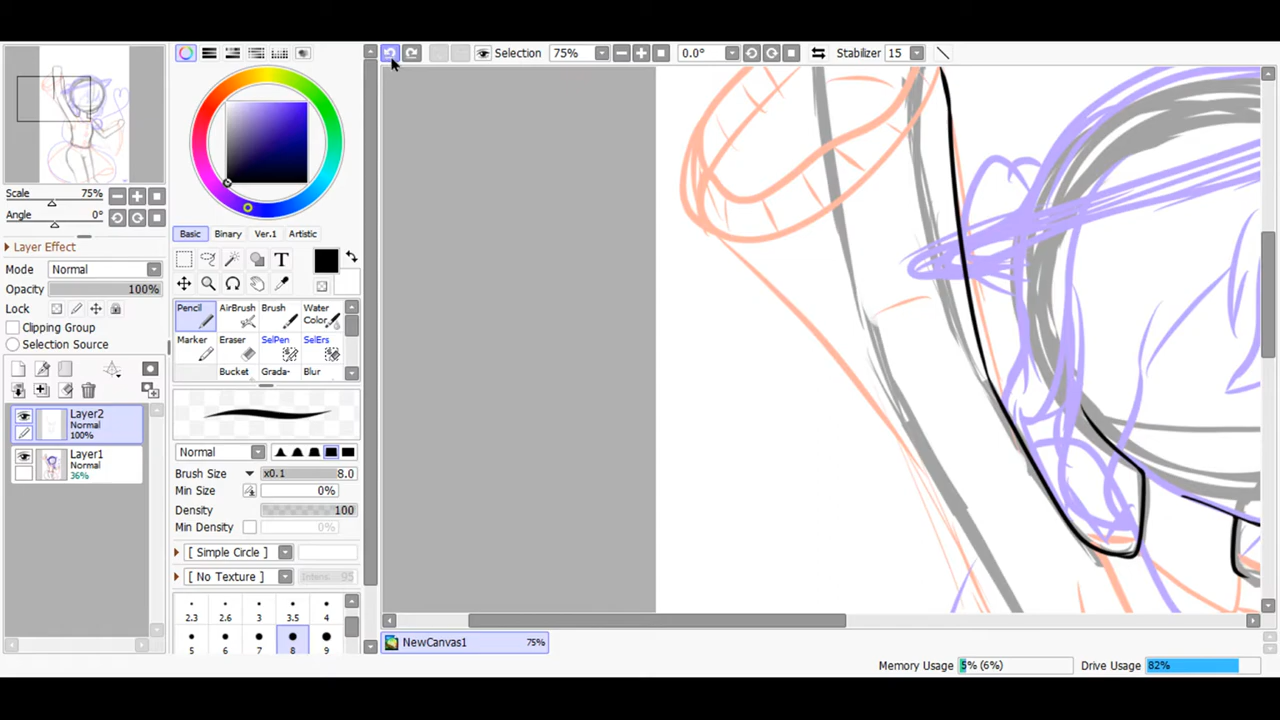 Selection 75% 0.0° Stabilizer 15
Scale 75%
Angle 0°
Layer Effect
Mode Normal
Opacity 100%
Lock
Clipping Group
Selection Source
Layer2
Normal
100%
Layer1
Normal
36%
Basic Binary Ver.1 Artistic
T
Pencil AirBrush Brush Water Color
Marker Eraser SelPen SelErs
Bucket Grada- Blur
Normal
Brush Size x0.1 8.0
Min Size 0%
Density 100
Min Density 0%
[ Simple Circle ]
[ No Texture ] Intens. 95
2.3 2.6 3 3.5 4
5 6 7 8 9
NewCanvas1 75%
Memory Usage 5% (6%) Drive Usage 82%